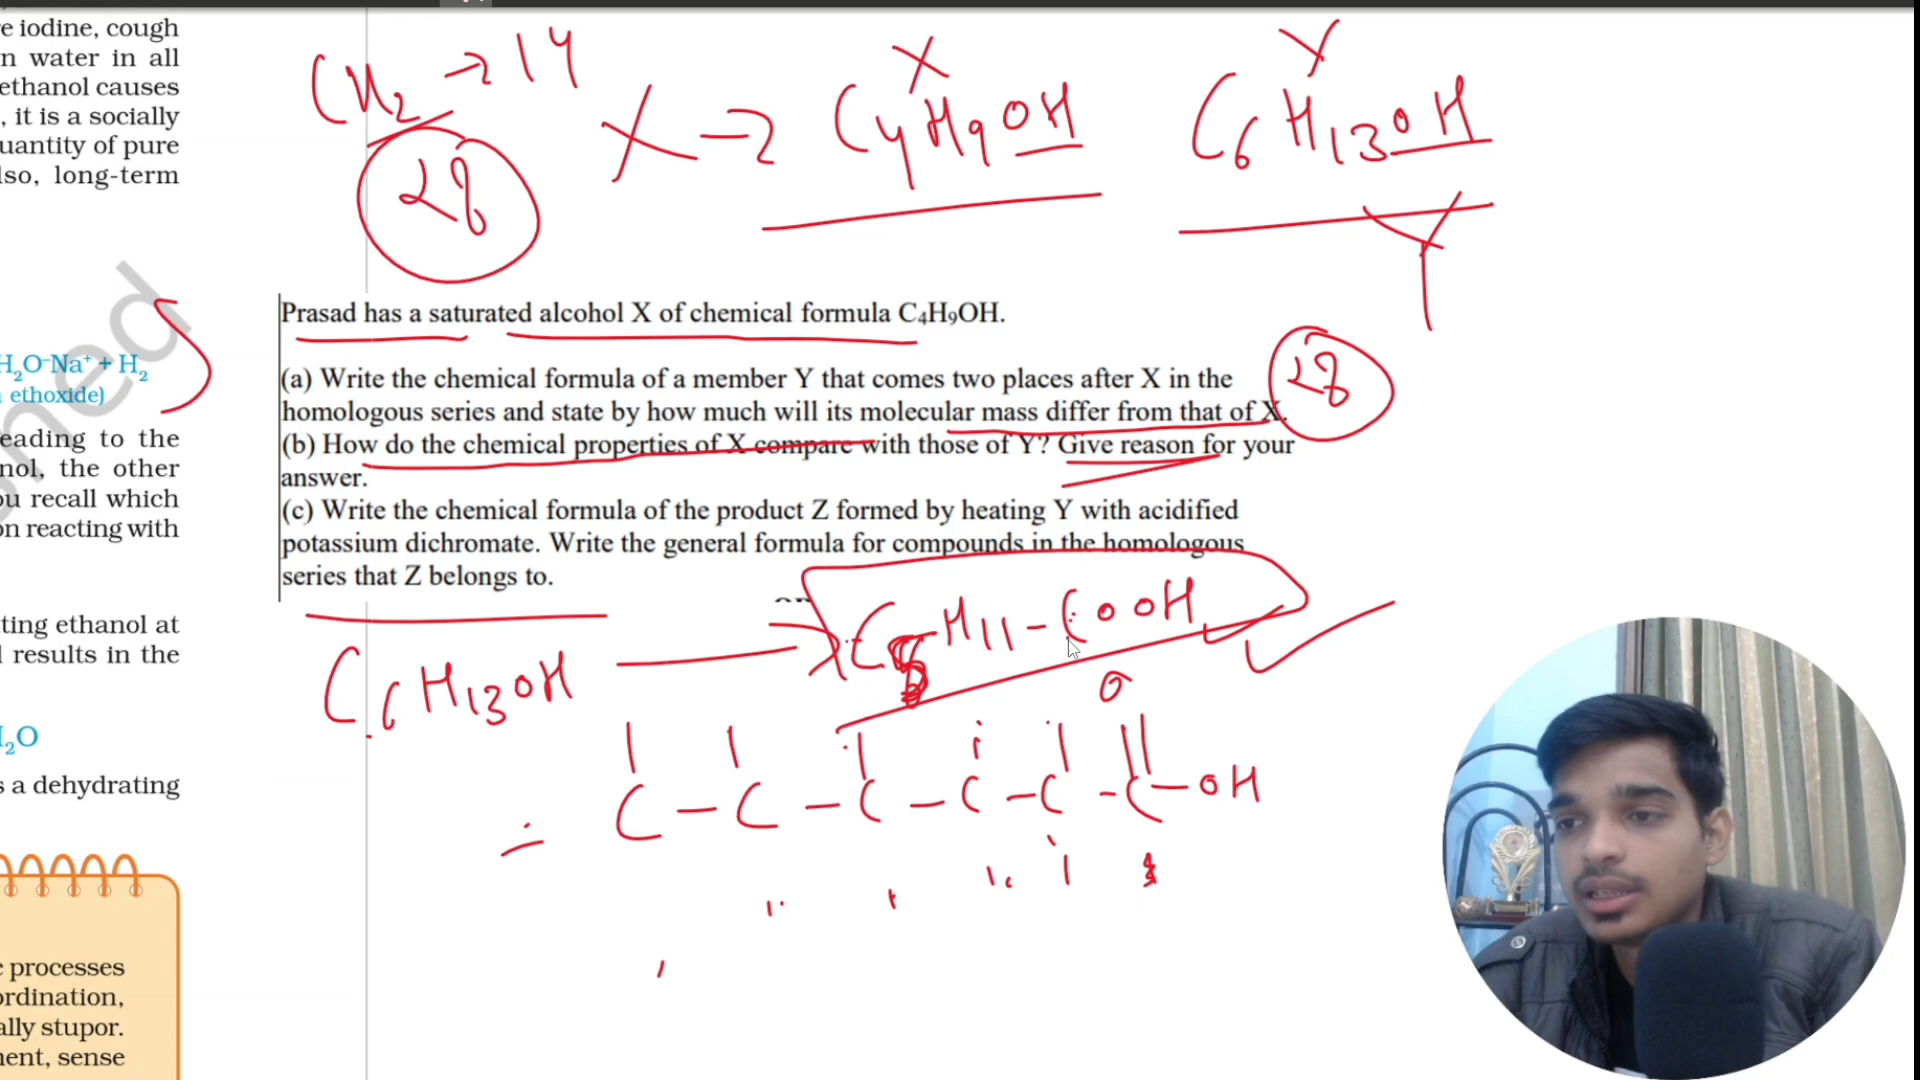 e iodine, cough
n water in all
ethanol causes
, it is a socially
uantity of pure
lso, long-term
CH₂ → 14
28
X → C₄H₉OH
X
C₆H₁₃OH
Y
Y
ned
H₂O⁻Na⁺ + H₂
ethoxide)
eading to the
nol, the other
u recall which
on reacting with
Prasad has a saturated alcohol X of chemical formula C₄H₉OH.
(a) Write the chemical formula of a member Y that comes two places after X in the
homologous series and state by how much will its molecular mass differ from that of X.
28
(b) How do the chemical properties of X compare with those of Y? Give reason for your
answer.
(c) Write the chemical formula of the product Z formed by heating Y with acidified
potassium dichromate. Write the general formula for compounds in the homologous
series that Z belongs to.
C₅H₁₁-COOH
C₆H₁₃OH
O
C - C - C - C - C - C - OH
ting ethanol at
l results in the
I₂O
s a dehydrating
c processes
ordination,
ally stupor.
nent, sense